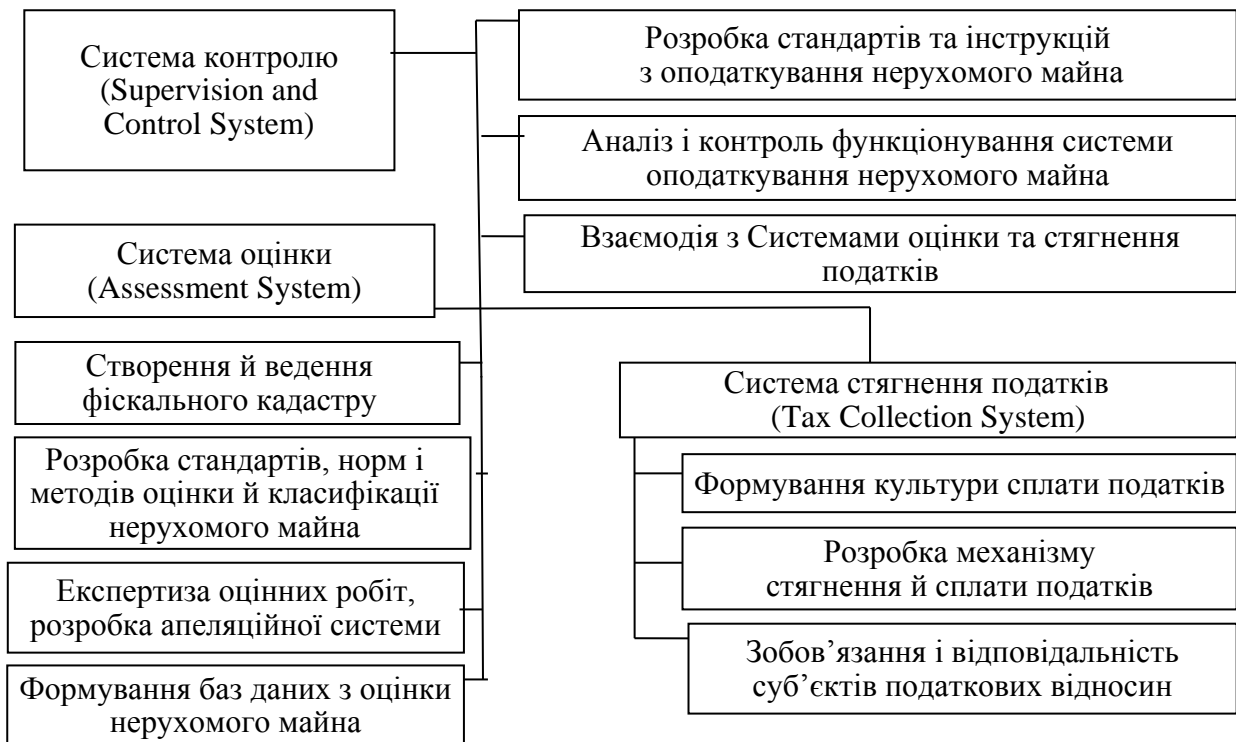 Система контролю
(Supervision and
Control System)
Розробка стандартів та інструкцій
з оподаткування нерухомого майна
Аналіз і контроль функціонування системи
оподаткування нерухомого майна
Взаємодія з Системами оцінки та стягнення
податків
Система оцінки
(Assessment System)
Створення й ведення
фіскального кадастру
Розробка стандартів, норм і
методів оцінки й класифікації
нерухомого майна
Експертиза оцінних робіт,
розробка апеляційної системи
Формування баз даних з оцінки
нерухомого майна
Система стягнення податків
(Tax Collection System)
Формування культури сплати податків
Розробка механізму
стягнення й сплати податків
Зобов’язання і відповідальність
суб’єктів податкових відносин